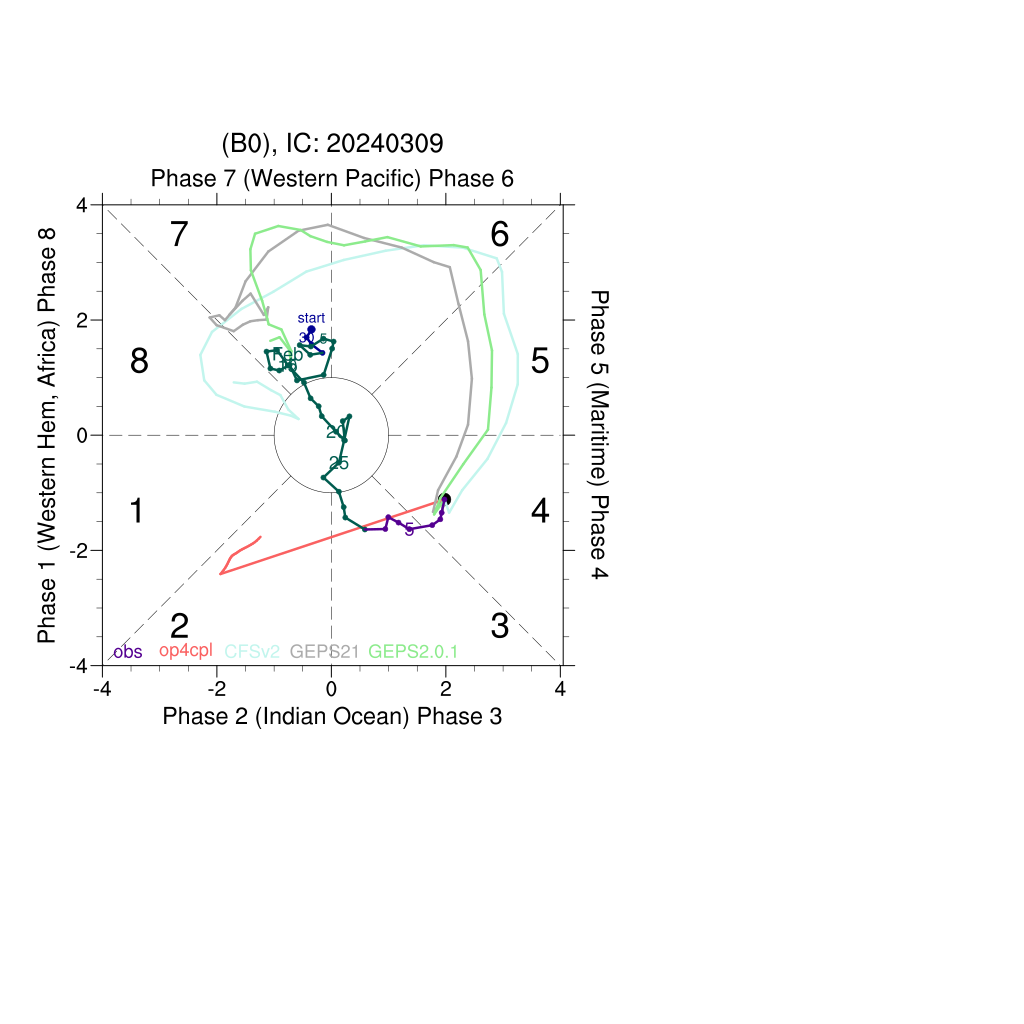 (B0), IC: 20240309
Phase 7 (Western Pacific) Phase 6
4
2
0
-2
-4
Phase 1 (Western Hem, Africa) Phase 8
7
6
8
5
1
4
2
3
start
30
5
Feb
20
25
5
Phase 5 (Maritime) Phase 4
obs op4cpl CFSv2 GEPS21 GEPS2.0.1
-4 -2 0 2 4
Phase 2 (Indian Ocean) Phase 3